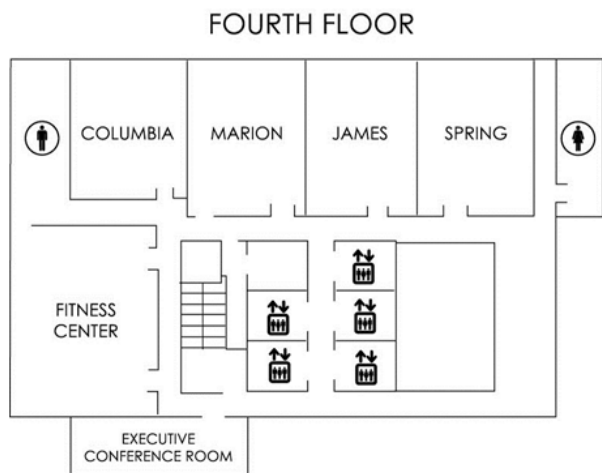 FOURTH FLOOR
COLUMBIA
MARION
JAMES
SPRING
FITNESS
CENTER
EXECUTIVE
CONFERENCE ROOM